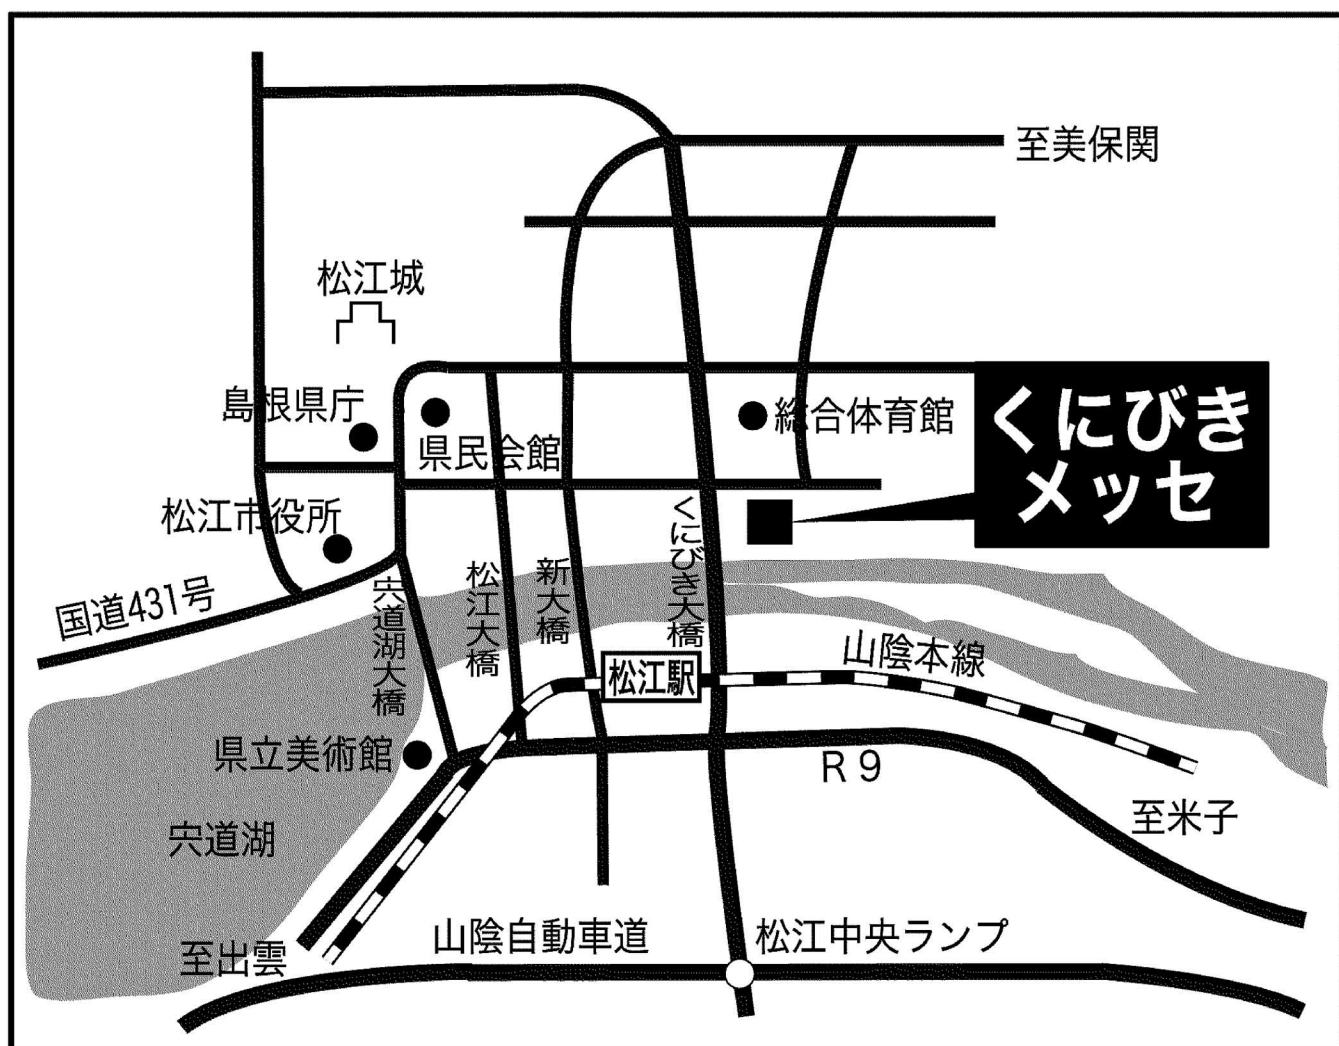 至美保関
松江城
島根県庁
県民会館
総合体育館
くにびき
メッセ
松江市役所
国道431号
宍道湖大橋
松江大橋
新大橋
くにびき大橋
松江駅
山陰本線
県立美術館
R9
宍道湖
至米子
至出雲
山陰自動車道
松江中央ランプ